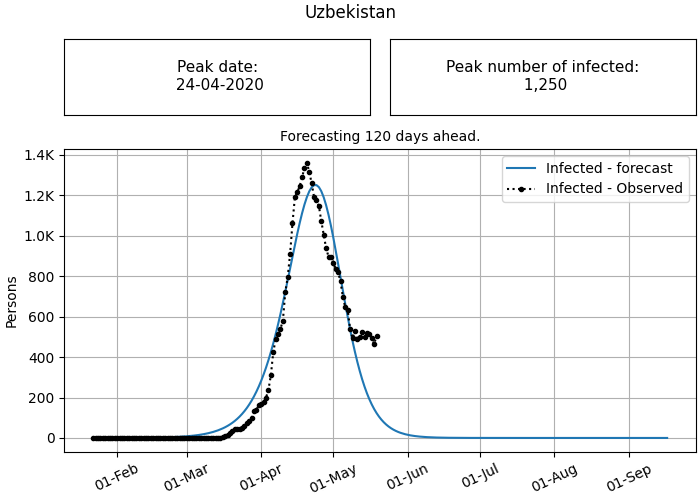 Uzbekistan
Peak date:
24-04-2020
Peak number of infected:
1,250
Forecasting 120 days ahead.
Infected - forecast
Infected - Observed
Persons
1.4K
1.2K
1.0K
800
600
400
200
0
01-Feb
01-Mar
01-Apr
01-May
01-Jun
01-Jul
01-Aug
01-Sep